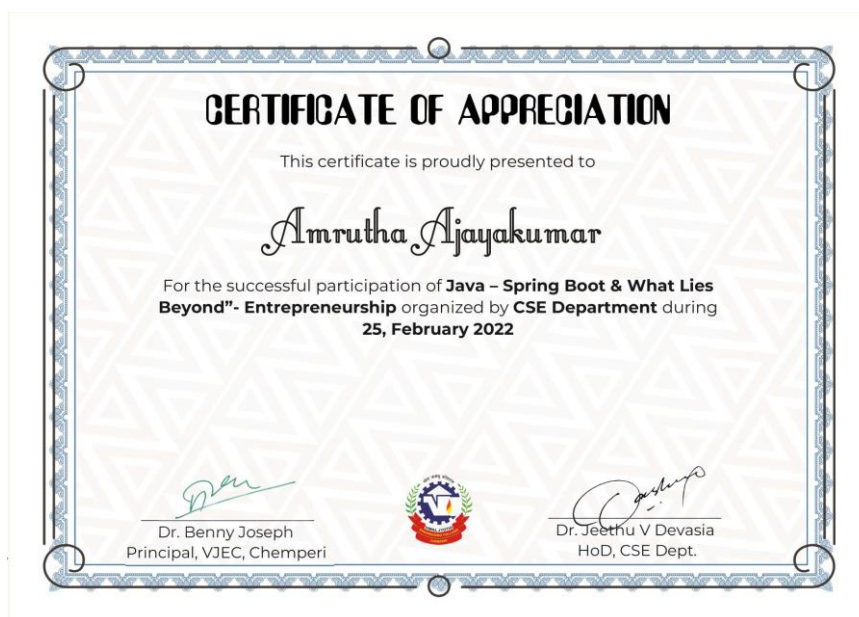 CERTIFICATE OF APPRECIATION
This certificate is proudly presented to
Amrutha Ajayakumar
For the successful participation of Java – Spring Boot & What Lies
Beyond”- Entrepreneurship organized by CSE Department during
25, February 2022
Dr. Benny Joseph
Principal, VJEC, Chemperi
Dr. Jeethu V Devasia
HoD, CSE Dept.